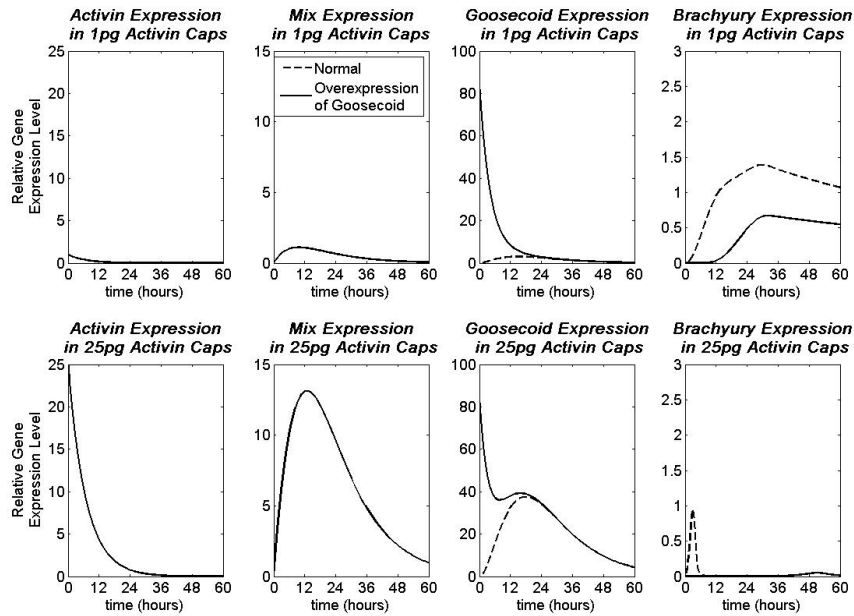 Activin Expression
in 1pg Activin Caps
Mix Expression
in 1pg Activin Caps
Goosecoid Expression
in 1pg Activin Caps
Brachyury Expression
in 1pg Activin Caps
Relative Gene
Expression Level
25
20
15
10
5
0
0 12 24 36 48 60
time (hours)
15
10
5
0
Normal
Overexpression
of Goosecoid
0 12 24 36 48 60
time (hours)
100
80
60
40
20
0
0 12 24 36 48 60
time (hours)
3
2.5
2
1.5
1
0.5
0
0 12 24 36 48 60
time (hours)
Activin Expression
in 25pg Activin Caps
Mix Expression
in 25pg Activin Caps
Goosecoid Expression
in 25pg Activin Caps
Brachyury Expression
in 25pg Activin Caps
Relative Gene
Expression Level
25
20
15
10
5
0
0 12 24 36 48 60
time (hours)
15
10
5
0
0 12 24 36 48 60
time (hours)
100
80
60
40
20
0
0 12 24 36 48 60
time (hours)
3
2.5
2
1.5
1
0.5
0
0 12 24 36 48 60
time (hours)